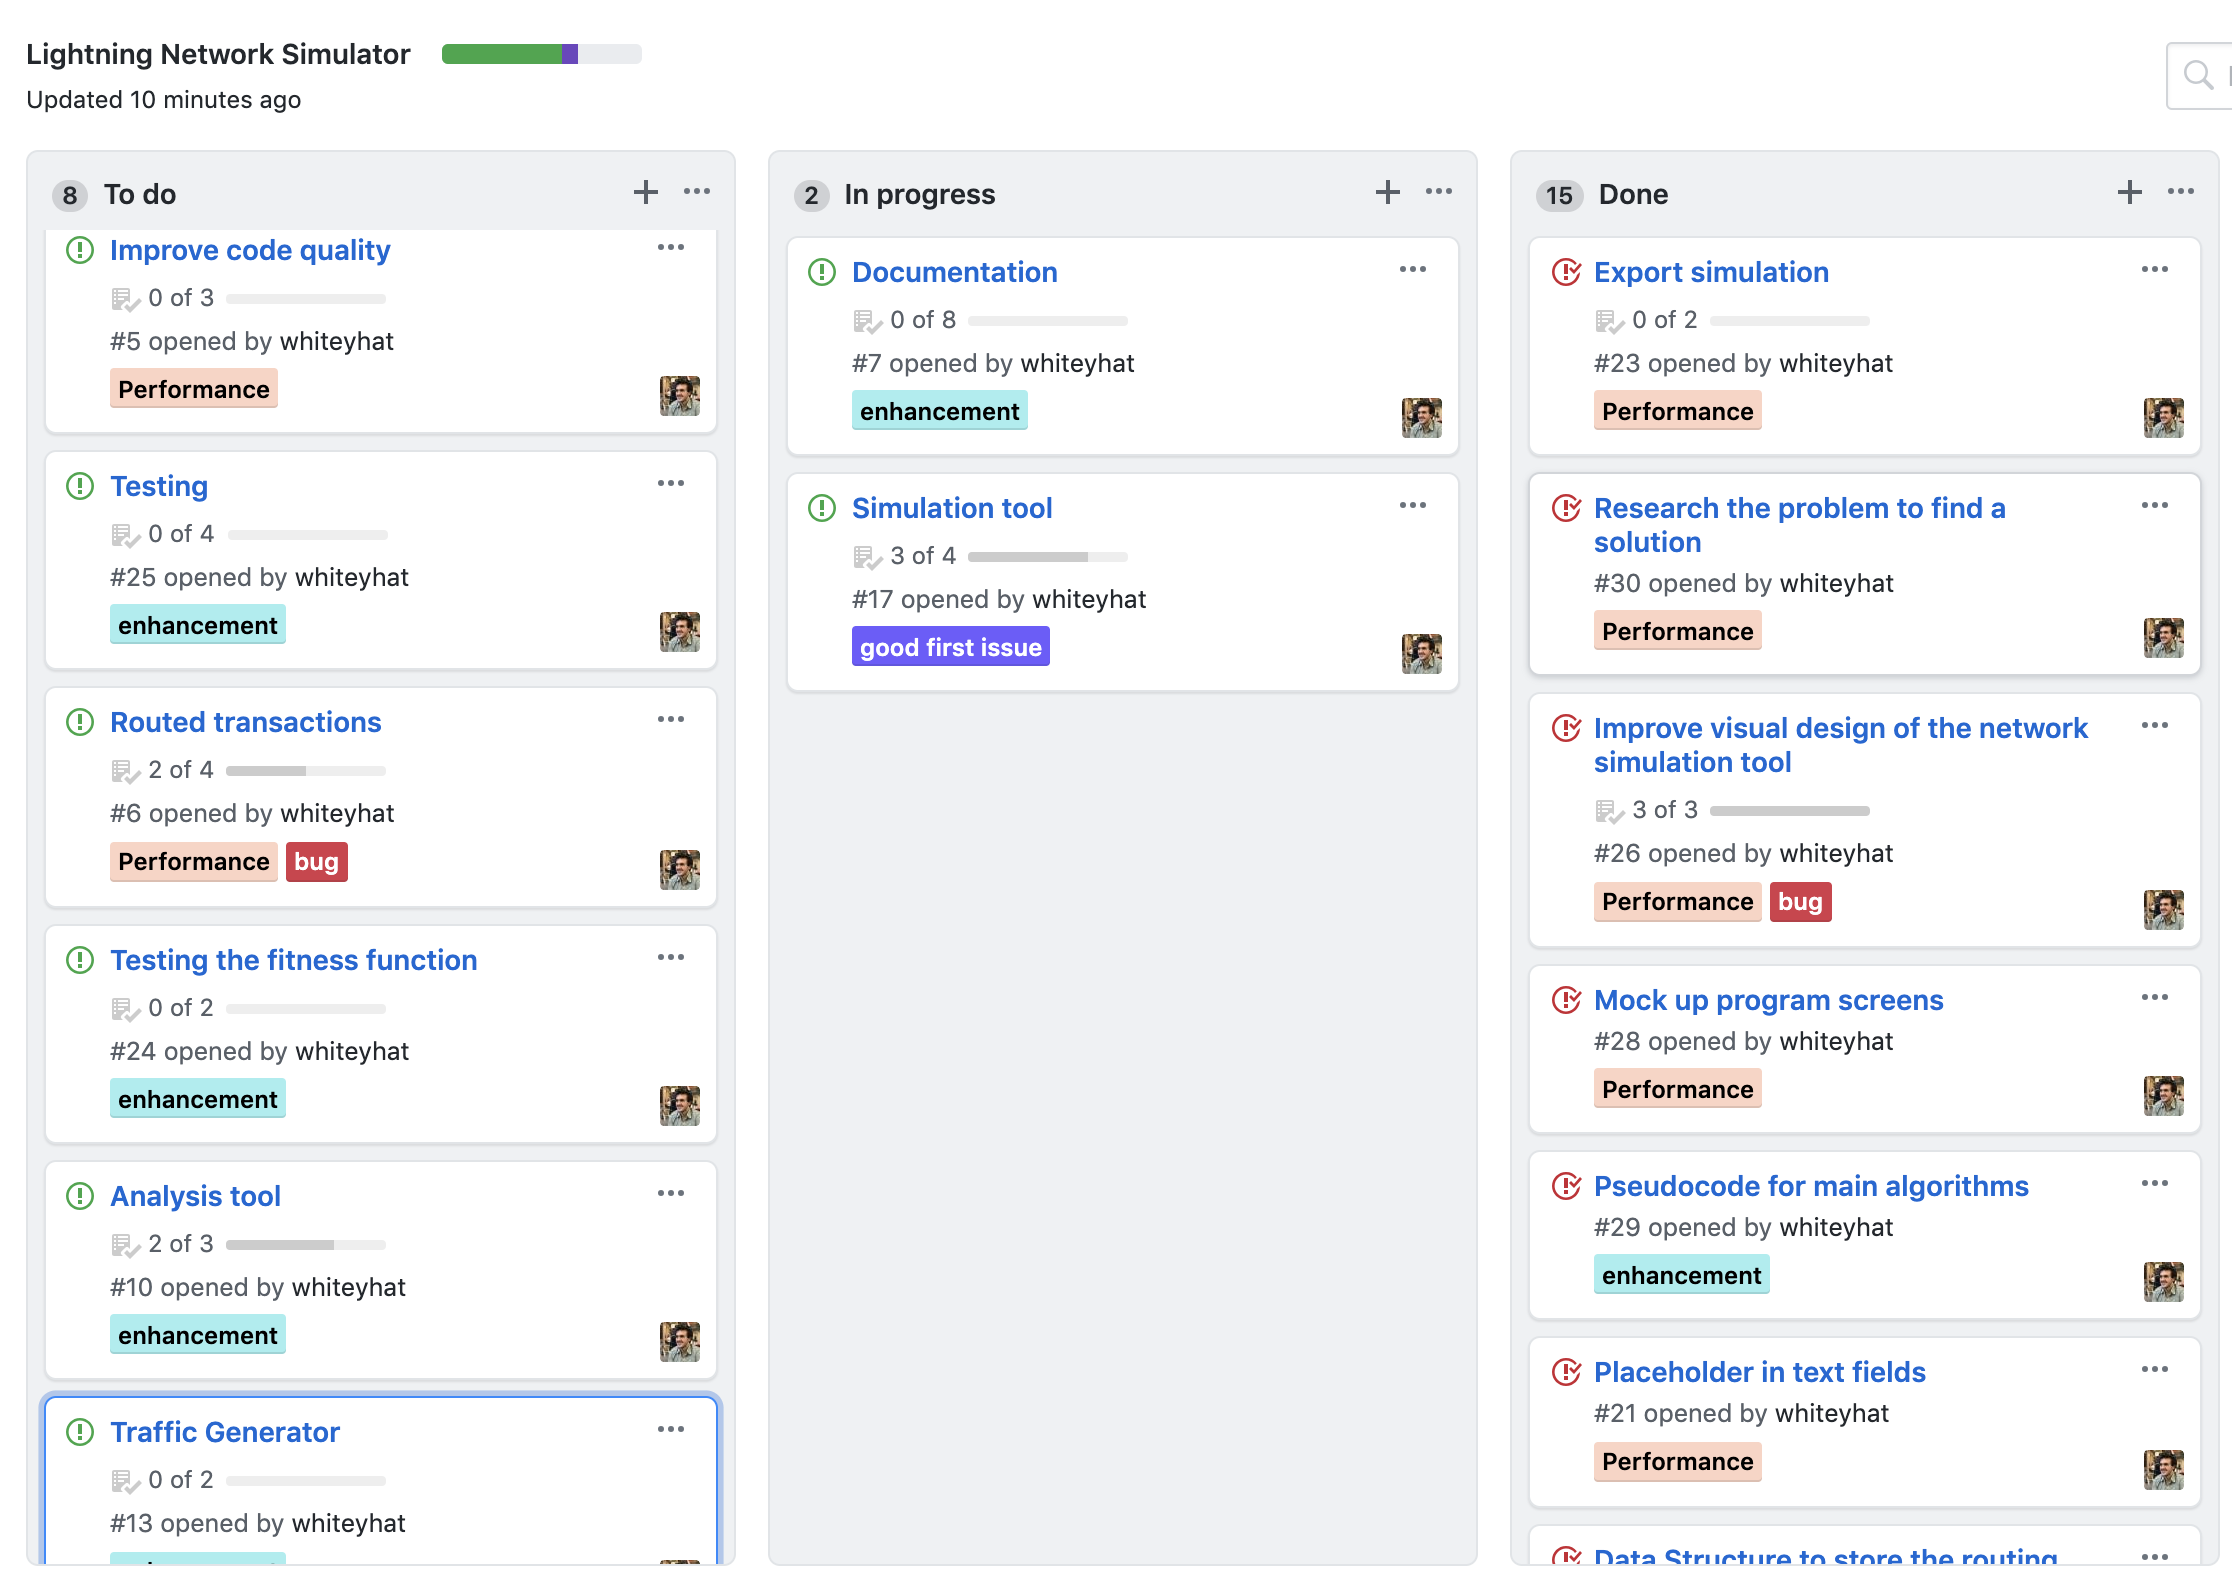 Lightning Network Simulator
Updated 10 minutes ago
8 To do
Improve code quality
0 of 3
#5 opened by whiteyhat
Performance
Testing
0 of 4
#25 opened by whiteyhat
enhancement
Routed transactions
2 of 4
#6 opened by whiteyhat
Performance bug
Testing the fitness function
0 of 2
#24 opened by whiteyhat
enhancement
Analysis tool
2 of 3
#10 opened by whiteyhat
enhancement
Traffic Generator
0 of 2
#13 opened by whiteyhat
2 In progress
Documentation
0 of 8
#7 opened by whiteyhat
enhancement
Simulation tool
3 of 4
#17 opened by whiteyhat
good first issue
15 Done
Export simulation
0 of 2
#23 opened by whiteyhat
Performance
Research the problem to find a
solution
#30 opened by whiteyhat
Performance
Improve visual design of the network
simulation tool
3 of 3
#26 opened by whiteyhat
Performance bug
Mock up program screens
#28 opened by whiteyhat
Performance
Pseudocode for main algorithms
#29 opened by whiteyhat
enhancement
Placeholder in text fields
#21 opened by whiteyhat
Performance
Data Structure to store the routing